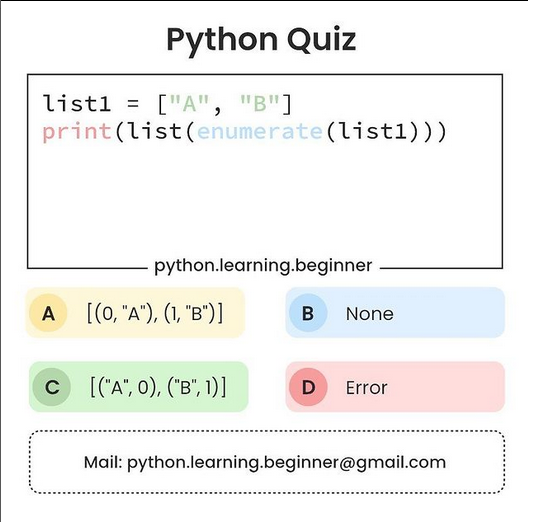 Python Quiz
list1 = ["A", "B"]
print(list(enumerate(list1)))
python.learning.beginner
A [(0, "A"), (1, "B")]
B None
C [("A", 0), ("B", 1)]
D Error
Mail: python.learning.beginner@gmail.com